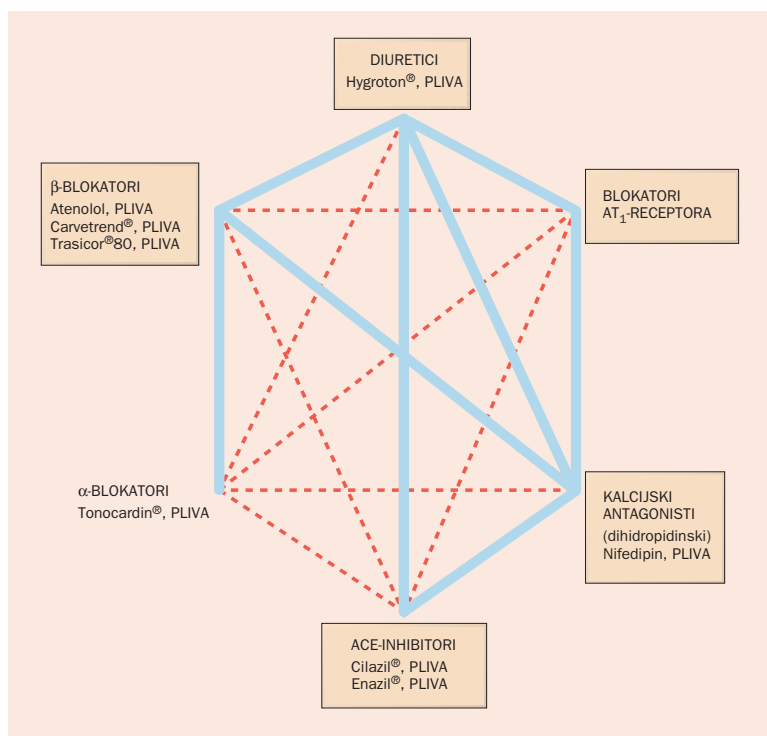 DIURETICI
Hygroton®, PLIVA
β-BLOKATORI
Atenolol, PLIVA
Carvetrend®, PLIVA
Trasicor®80, PLIVA
BLOKATORI
AT₁-RECEPTORA
α-BLOKATORI
Tonocardin®, PLIVA
KALCIJSKI
ANTAGONISTI
(dihidropidinski)
Nifedipin, PLIVA
ACE-INHIBITORI
Cilazil®, PLIVA
Enazil®, PLIVA